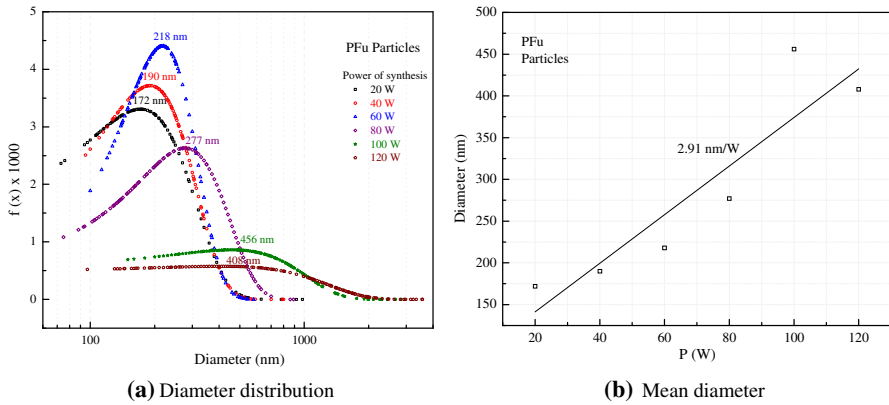 218 nm
190 nm
172 nm
277 nm
456 nm
408 nm
PFu Particles
Power of synthesis
20 W
40 W
60 W
80 W
100 W
120 W
5
4
3
2
1
0
f (x) x 1000
100
1000
Diameter (nm)
(a) Diameter distribution
PFu
Particles
2.91 nm/W
500
450
400
350
300
250
200
150
Diameter (nm)
20
40
60
80
100
120
P (W)
(b) Mean diameter